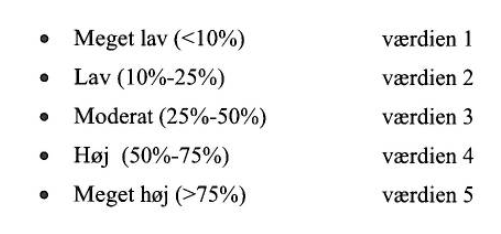 • Meget lav (<10%) værdien 1
• Lav (10%-25%) værdien 2
• Moderat (25%-50%) værdien 3
• Høj (50%-75%) værdien 4
• Meget høj (>75%) værdien 5